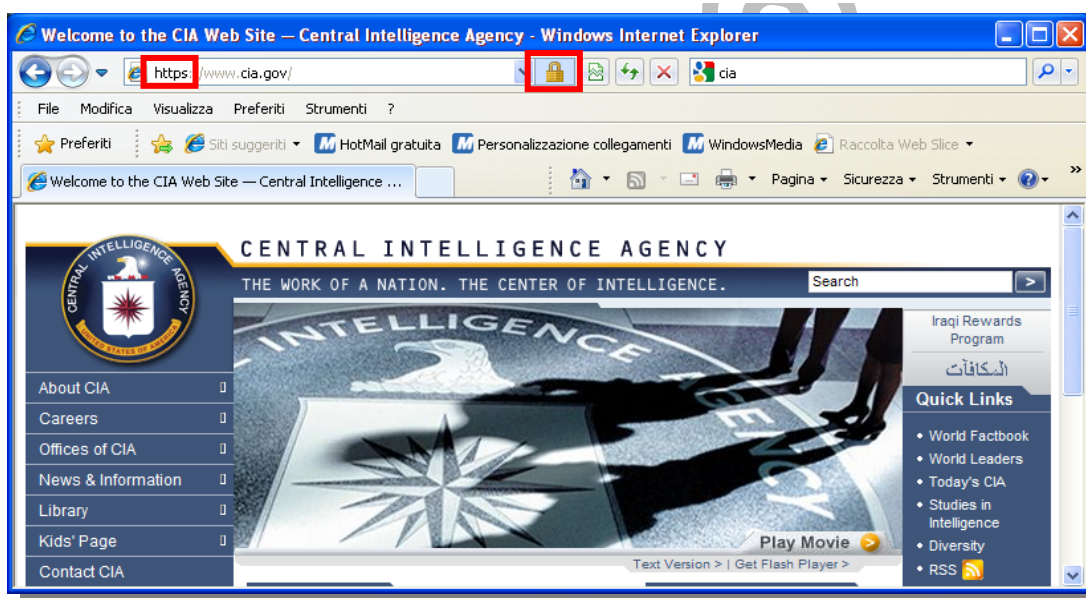 Welcome to the CIA Web Site — Central Intelligence Agency - Windows Internet Explorer
https://www.cia.gov/
cia
File Modifica Visualizza Preferiti Strumenti ?
Preferiti Siti suggeriti HotMail gratuita Personalizzazione collegamenti WindowsMedia Raccolta Web Slice
Welcome to the CIA Web Site — Central Intelligence ...
Pagina Sicurezza Strumenti »
CENTRAL INTELLIGENCE AGENCY
THE WORK OF A NATION. THE CENTER OF INTELLIGENCE.
Search
CENTRAL INTELLIGENCE AGENCY
UNITED STATES OF AMERICA
INTELLIGENCE AGENCY
About CIA
Careers
Offices of CIA
News & Information
Library
Kids' Page
Contact CIA
Play Movie
Text Version > | Get Flash Player >
Iraqi Rewards
Program
المكافآت
Quick Links
• World Factbook
• World Leaders
• Today's CIA
• Studies in
Intelligence
• Diversity
• RSS